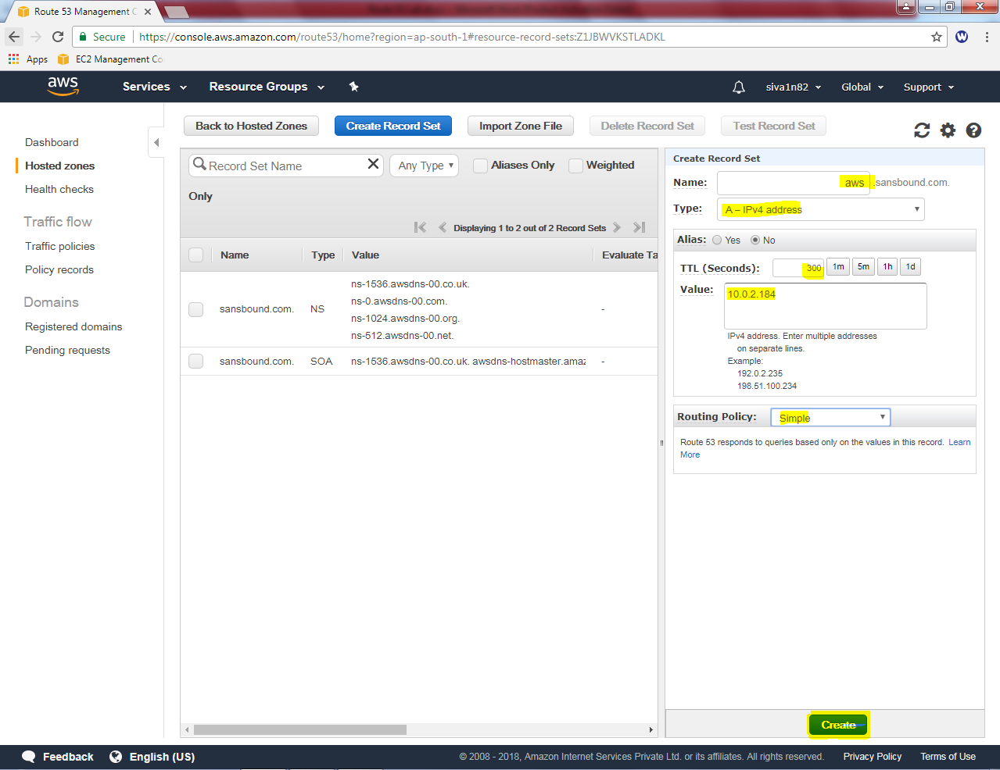 Route 53 Management C
Secure
https://console.aws.amazon.com/route53/home?region=ap-south-1#resource-record-sets:Z1JBWVKSTLADKL
W
Apps
EC2 Management Co
aws
Services
Resource Groups
siva1n82
Global
Support
Dashboard
Hosted zones
Health checks
Traffic flow
Traffic policies
Policy records
Domains
Registered domains
Pending requests
Back to Hosted Zones
Create Record Set
Import Zone File
Delete Record Set
Test Record Set
Record Set Name
Any Type
Aliases Only
Weighted
Only
Displaying 1 to 2 out of 2 Record Sets
Name Type Value Evaluate Ta
sansbound.com. NS
ns-1536.awsdns-00.co.uk.
ns-0.awsdns-00.com.
ns-1024.awsdns-00.org.
ns-512.awsdns-00.net.
-
sansbound.com. SOA ns-1536.awsdns-00.co.uk. awsdns-hostmaster.amaz -
Create Record Set
Name: aws .sansbound.com.
Type: A – IPv4 address
Alias: Yes No
TTL (Seconds): 300 1m 5m 1h 1d
Value: 10.0.2.184
IPv4 address. Enter multiple addresses
on separate lines.
Example:
192.0.2.235
198.51.100.234
Routing Policy: Simple
Route 53 responds to queries based only on the values in this record. Learn
More
Create
Feedback
English (US)
© 2008 - 2018, Amazon Internet Services Private Ltd. or its affiliates. All rights reserved.
Privacy Policy
Terms of Use